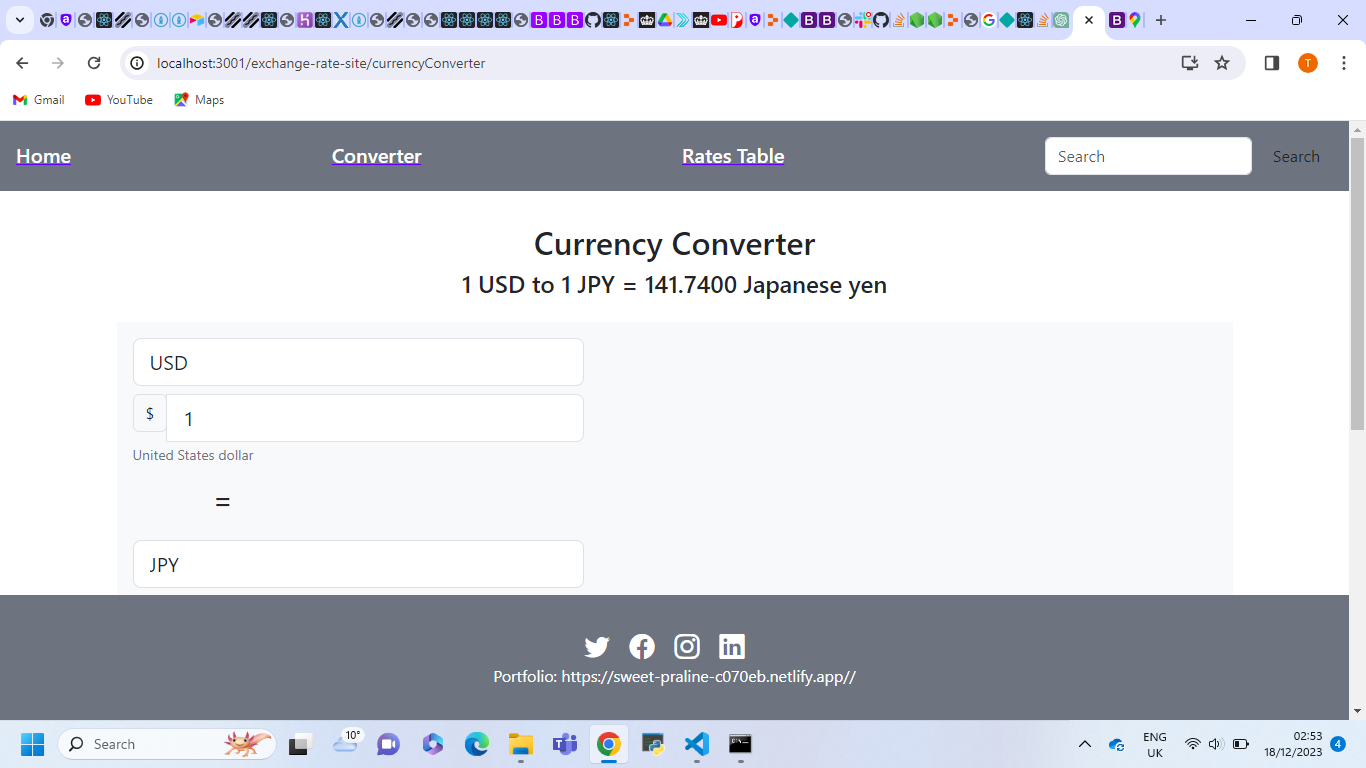 localhost:3001/exchange-rate-site/currencyConverter
T
Gmail YouTube Maps
Home Converter Rates Table Search Search
Currency Converter
1 USD to 1 JPY = 141.7400 Japanese yen
USD
$ 1
United States dollar
=
JPY
Portfolio: https://sweet-praline-c070eb.netlify.app//
Search 10° ENG 02:53
UK 18/12/2023 4